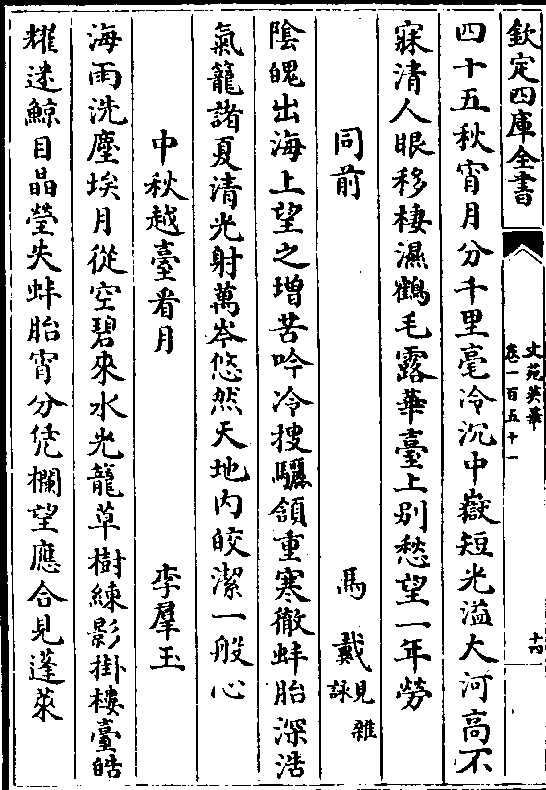 欽定四庫全書
文苑英華
卷一百五十一
十四
四十五秋宵月分千里毫冷沉中嶽短光溢大河高不
寐清人眼移棲濕鶴毛露華臺上别愁望一年勞
同前 馬戴 見雜詠
陰魄出海上望之增苦吟冷搜驪頷重寒徹蚌胎深浩
氣籠諸夏清光射萬岑悠然天地内皎潔一般心
中秋越臺看月 李羣玉
海雨洗塵埃月從空碧來水光籠草樹練影掛樓臺皓
耀迷鯨目晶瑩失蚌胎宵分凭欄望應合見蓬萊